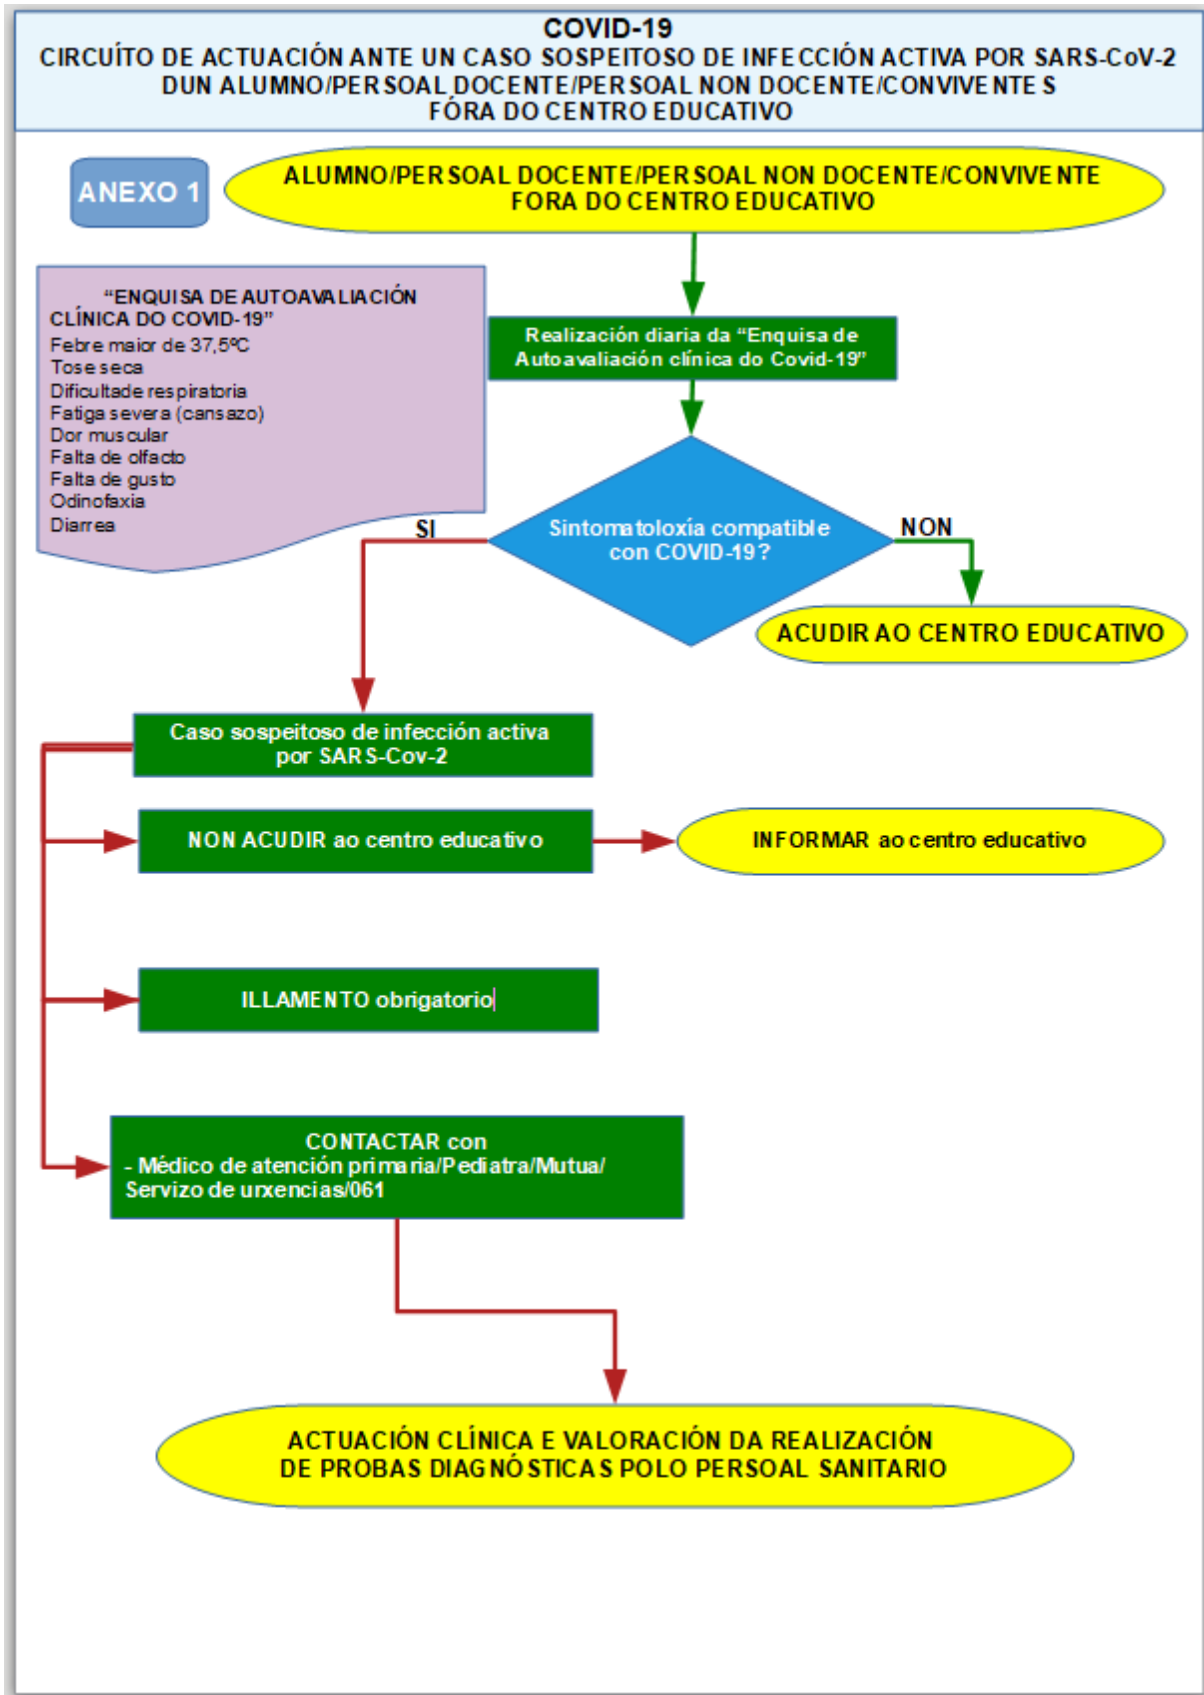 COVID-19
CIRCUÍTO DE ACTUACIÓN ANTE UN CASO SOSPEITOSO DE INFECCIÓN ACTIVA POR SARS-CoV-2
DUN ALUMNO/PERSOAL DOCENTE/PERSOAL NON DOCENTE/CONVIVENTE S
FÓRA DO CENTRO EDUCATIVO
ANEXO 1
ALUMNO/PERSOAL DOCENTE/PERSOAL NON DOCENTE/CONVIVENTE
FORA DO CENTRO EDUCATIVO
“ENQUISA DE AUTOAVALIACIÓN
CLÍNICA DO COVID-19”
Febre maior de 37,5ºC
Tose seca
Dificultade respiratoria
Fatiga severa (cansazo)
Dor muscular
Falta de olfacto
Falta de gusto
Odinofaxia
Diarrea
Realización diaria da “Enquisa de
Autoavaliación clínica do Covid-19”
SI
Sintomatoloxía compatible
con COVID-19?
NON
ACUDIR AO CENTRO EDUCATIVO
Caso sospeitoso de infección activa
por SARS-Cov-2
NON ACUDIR ao centro educativo
INFORMAR ao centro educativo
ILLAMENTO obrigatorio
CONTACTAR con
- Médico de atención primaria/Pediatra/Mutua/
Servizo de urxencias/061
ACTUACIÓN CLÍNICA E VALORACIÓN DA REALIZACIÓN
DE PROBAS DIAGNÓSTICAS POLO PERSOAL SANITARIO